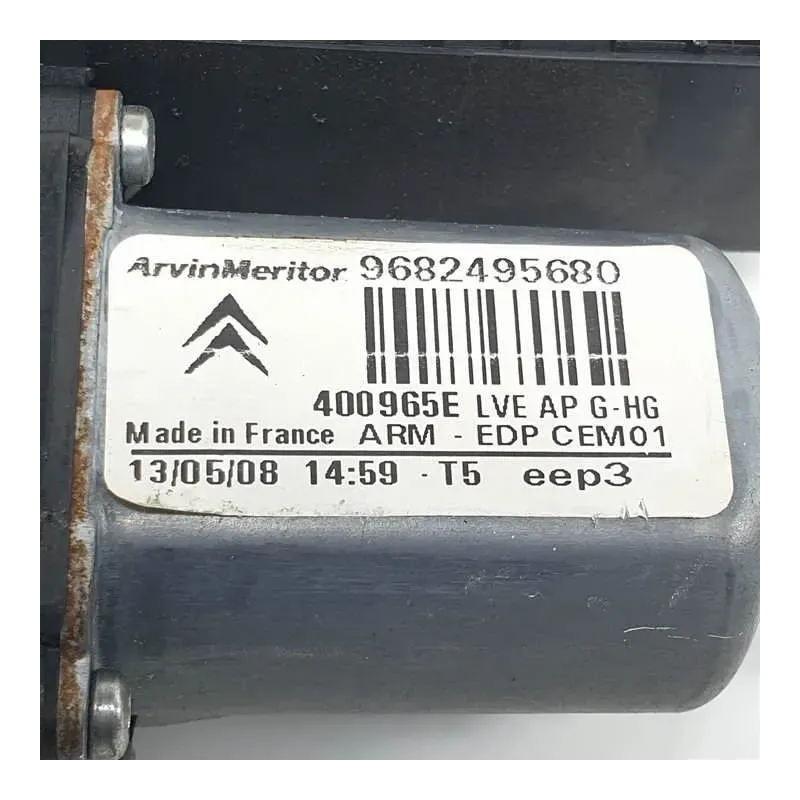 ArvinMeritor 9682495680
400965E LVE AP G-HG
Made in France ARM - EDP CEM01
13/05/08 14:59 - T5 eep3